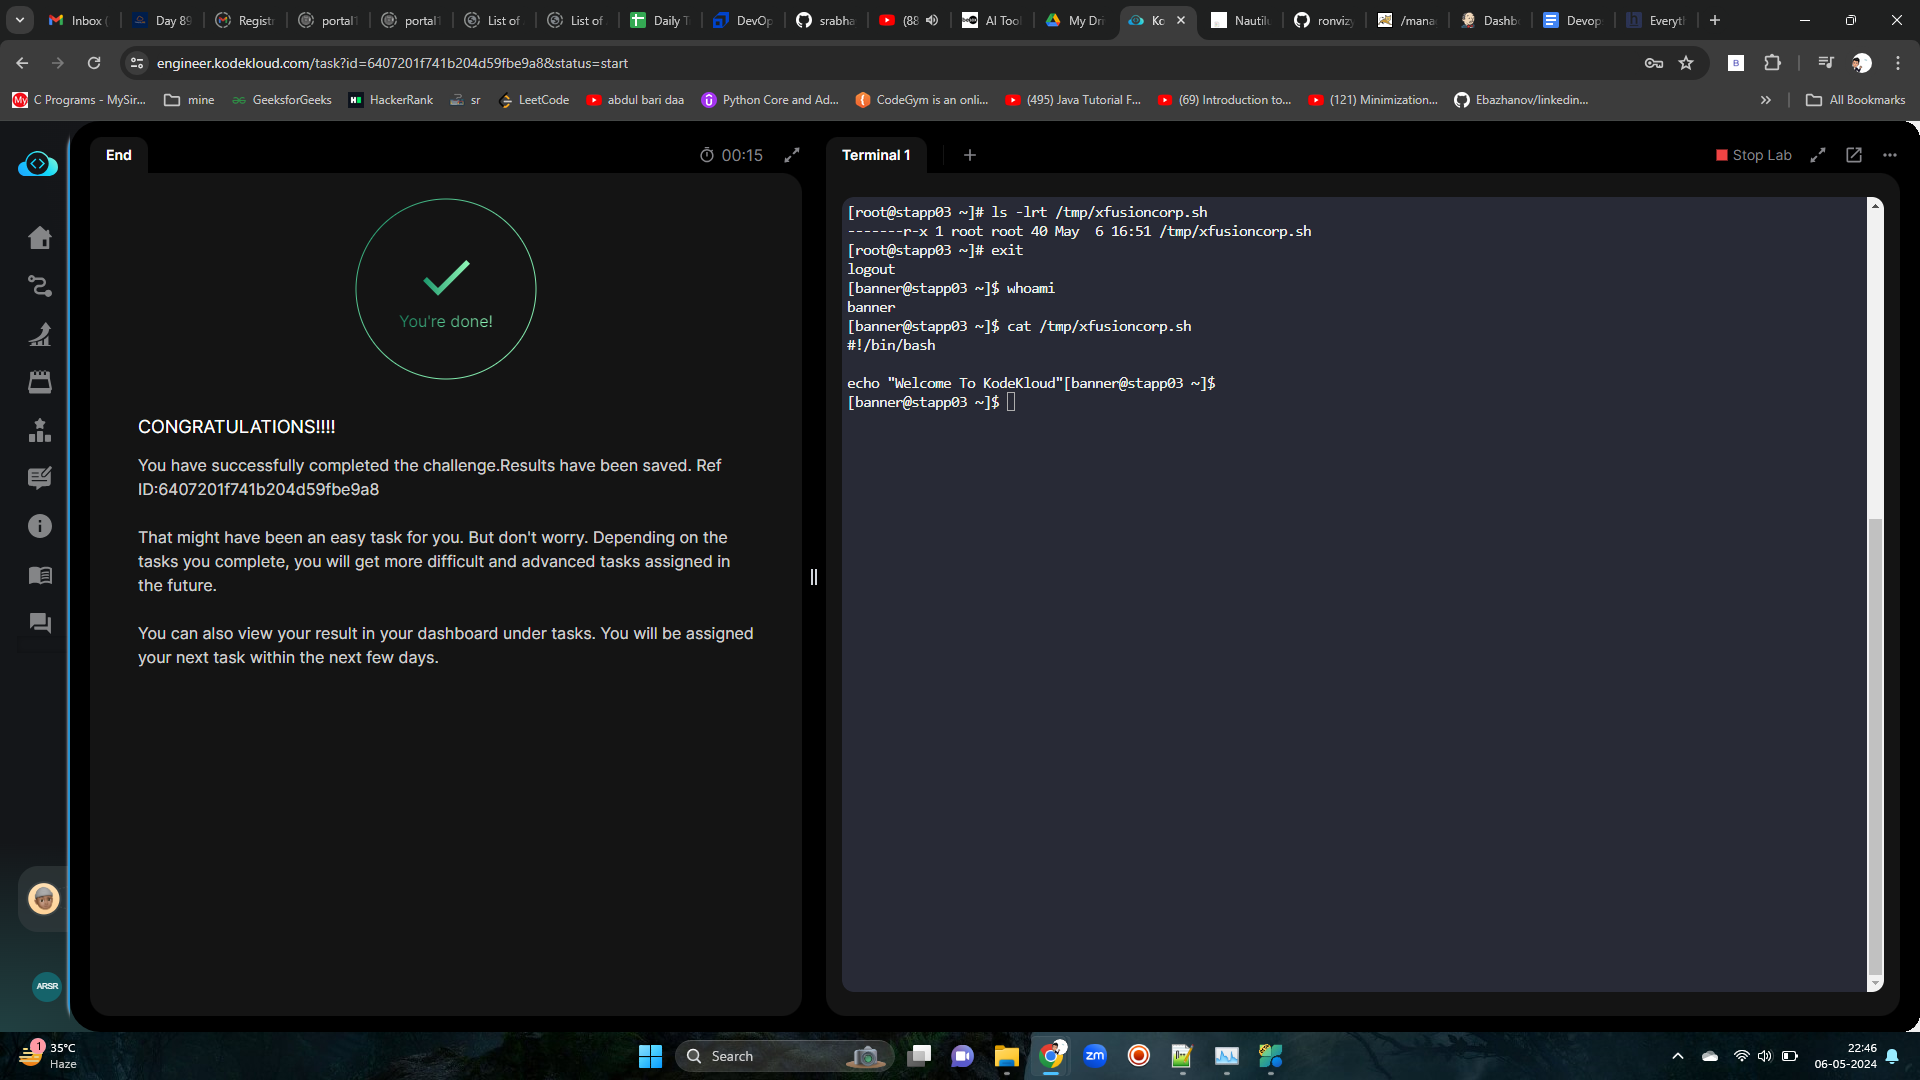 Inbox (
Day 89
Registr
portal1
portal1
List of
List of
Daily T
DevOp
srabha
(88
AI Tool
My Dri
Ko
Nautilu
ronvizy
/mana
Dashbo
Devop
Everyth
engineer.kodekloud.com/task?id=6407201f741b204d59fbe9a8&status=start
C Programs - MySir...
mine
GeeksforGeeks
HackerRank
sr
LeetCode
abdul bari daa
Python Core and Ad...
CodeGym is an onli...
(495) Java Tutorial F...
(69) Introduction to...
(121) Minimization...
Ebazhanov/linkedin...
All Bookmarks
End
00:15
You're done!
CONGRATULATIONS!!!!
You have successfully completed the challenge.Results have been saved. Ref
ID:6407201f741b204d59fbe9a8
That might have been an easy task for you. But don't worry. Depending on the
tasks you complete, you will get more difficult and advanced tasks assigned in
the future.
You can also view your result in your dashboard under tasks. You will be assigned
your next task within the next few days.
ARSR
Terminal 1
Stop Lab
[root@stapp03 ~]# ls -lrt /tmp/xfusioncorp.sh
-------r-x 1 root root 40 May  6 16:51 /tmp/xfusioncorp.sh
[root@stapp03 ~]# exit
logout
[banner@stapp03 ~]$ whoami
banner
[banner@stapp03 ~]$ cat /tmp/xfusioncorp.sh
#!/bin/bash
echo "Welcome To KodeKloud"[banner@stapp03 ~]$
[banner@stapp03 ~]$
1
35°C
Haze
Search
zm
22:46
06-05-2024